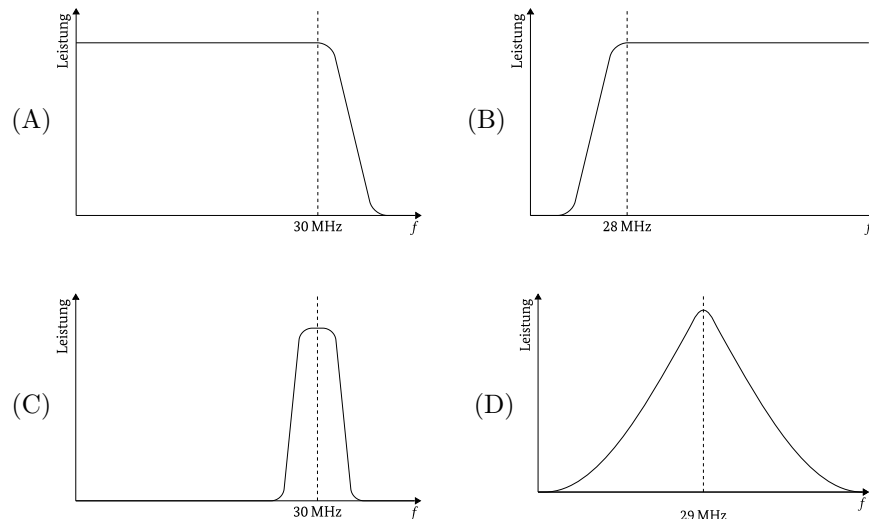 (A)
Leistung
30 MHz
f
(B)
Leistung
28 MHz
f
(C)
Leistung
30 MHz
f
(D)
Leistung
29 MHz
f